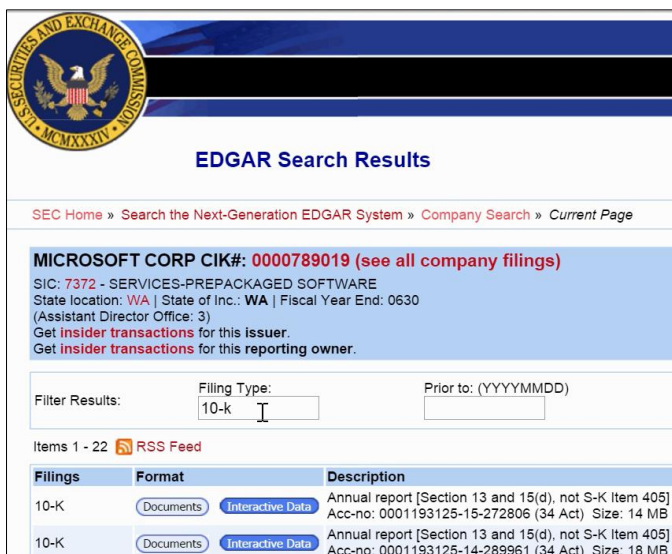 U.S. SECURITIES AND EXCHANGE COMMISSION
MCMXXXIV
EDGAR Search Results
SEC Home » Search the Next-Generation EDGAR System » Company Search » Current Page
MICROSOFT CORP CIK#: 0000789019 (see all company filings)
SIC: 7372 - SERVICES-PREPACKAGED SOFTWARE
State location: WA | State of Inc.: WA | Fiscal Year End: 0630
(Assistant Director Office: 3)
Get insider transactions for this issuer.
Get insider transactions for this reporting owner.
Filter Results:
Filing Type:
10-k
Prior to: (YYYYMMDD)
Items 1 - 22 RSS Feed
Filings Format Description
10-K Documents Interactive Data Annual report [Section 13 and 15(d), not S-K Item 405]
Acc-no: 0001193125-15-272806 (34 Act) Size: 14 MB
10-K Documents Interactive Data Annual report [Section 13 and 15(d), not S-K Item 405]
Acc-no: 0001193125-14-289961 (34 Act) Size: 18 MB